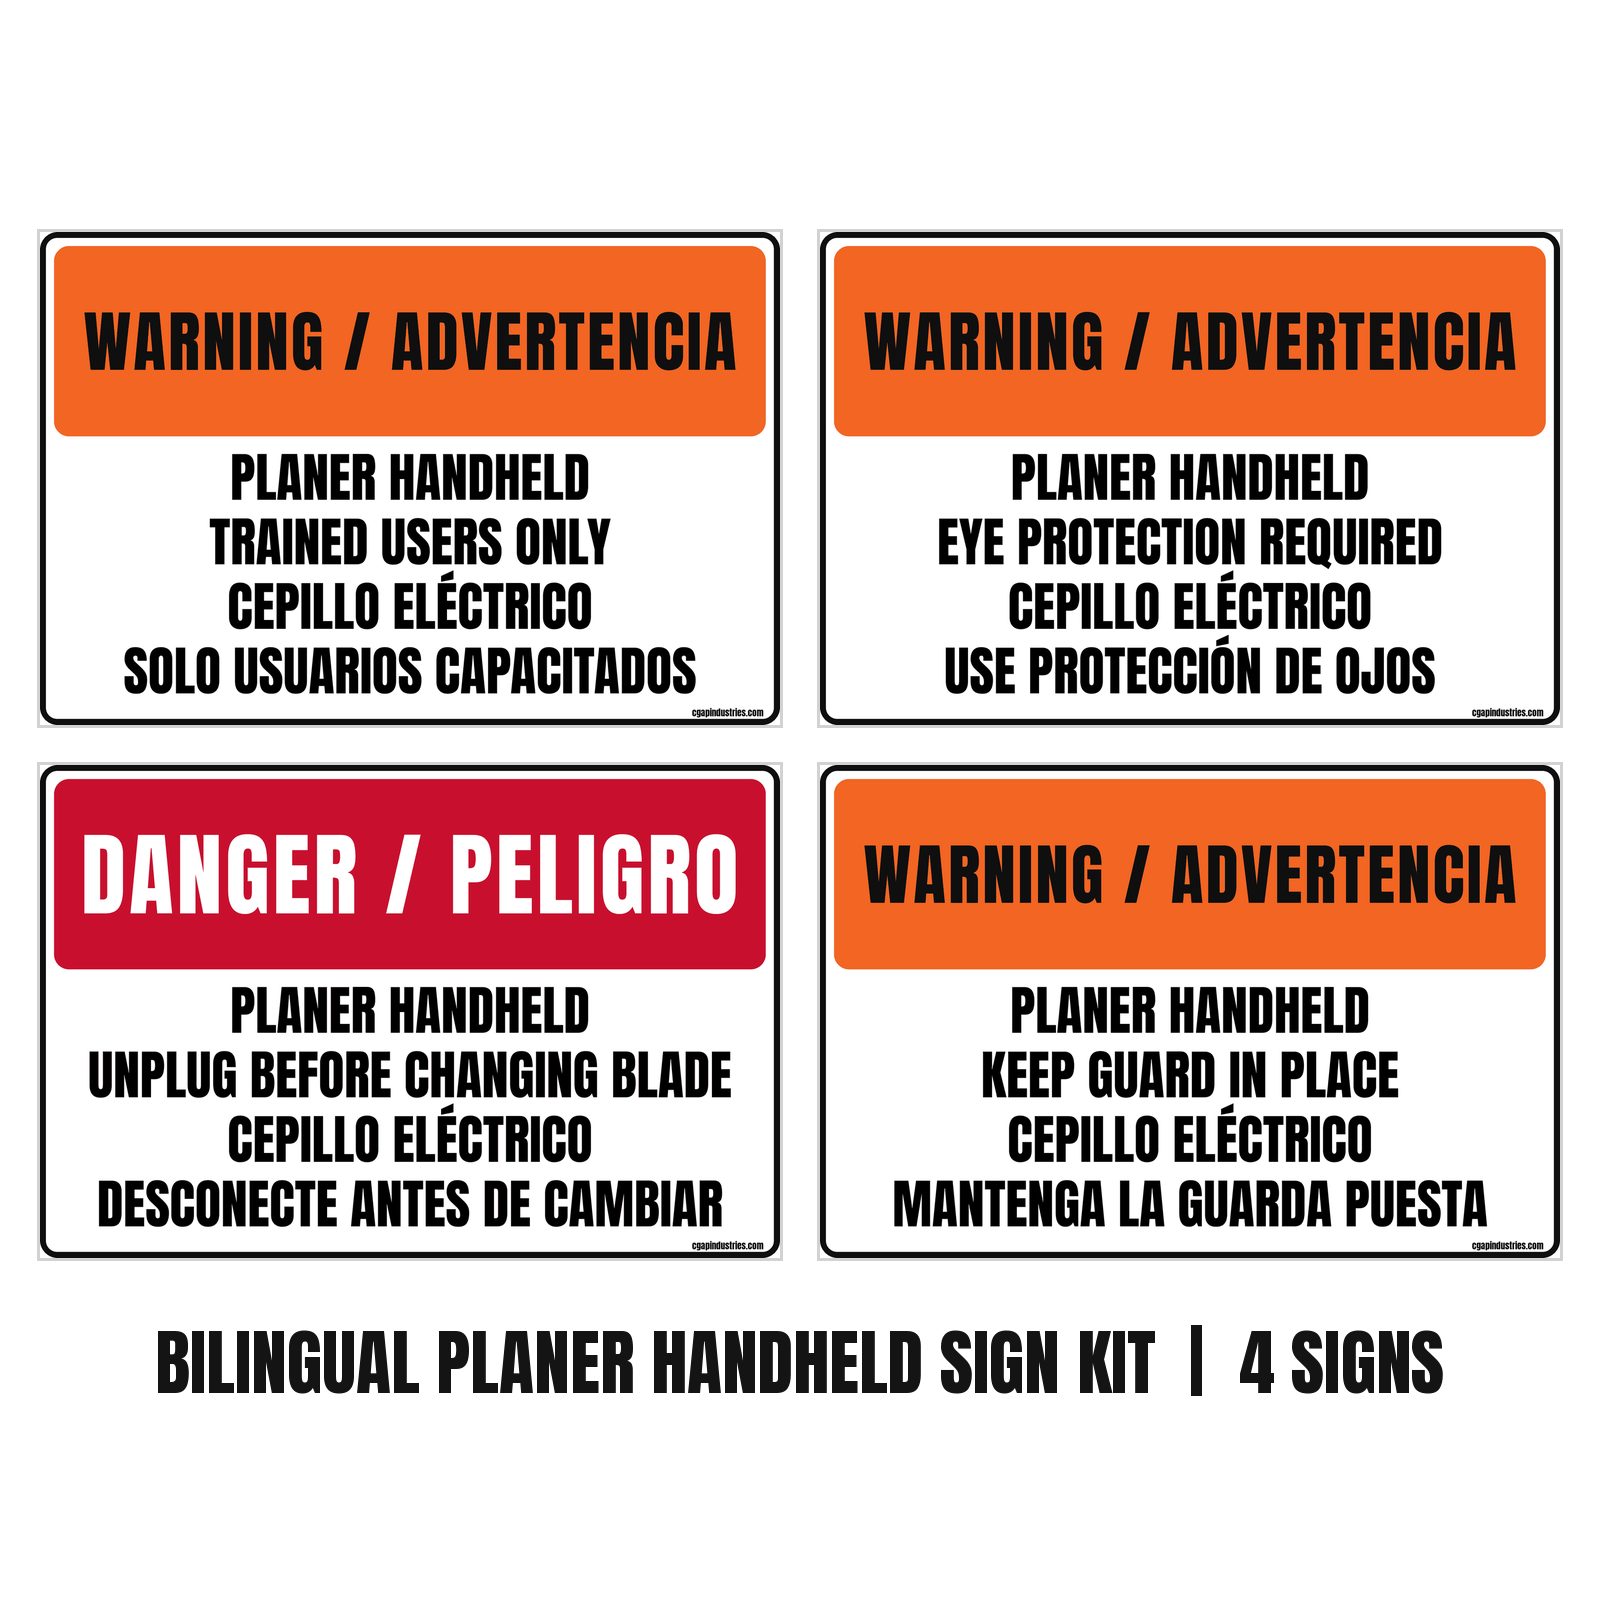 WARNING / ADVERTENCIA
PLANER HANDHELD
TRAINED USERS ONLY
CEPILLO ELÉCTRICO
SOLO USUARIOS CAPACITADOS
cgapindustries.com
WARNING / ADVERTENCIA
PLANER HANDHELD
EYE PROTECTION REQUIRED
CEPILLO ELÉCTRICO
USE PROTECCIÓN DE OJOS
cgapindustries.com
DANGER / PELIGRO
PLANER HANDHELD
UNPLUG BEFORE CHANGING BLADE
CEPILLO ELÉCTRICO
DESCONECTE ANTES DE CAMBIAR
cgapindustries.com
WARNING / ADVERTENCIA
PLANER HANDHELD
KEEP GUARD IN PLACE
CEPILLO ELÉCTRICO
MANTENGA LA GUARDA PUESTA
cgapindustries.com
BILINGUAL PLANER HANDHELD SIGN KIT | 4 SIGNS